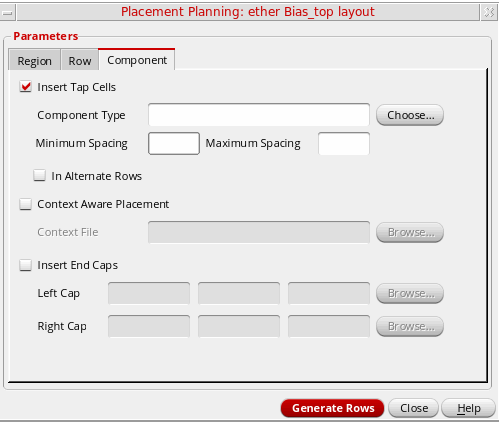 Placement Planning: ether Bias_top layout
Parameters
Region Row Component
Insert Tap Cells
Component Type Choose...
Minimum Spacing Maximum Spacing
In Alternate Rows
Context Aware Placement
Context File Browse...
Insert End Caps
Left Cap Browse...
Right Cap Browse...
Generate Rows Close Help